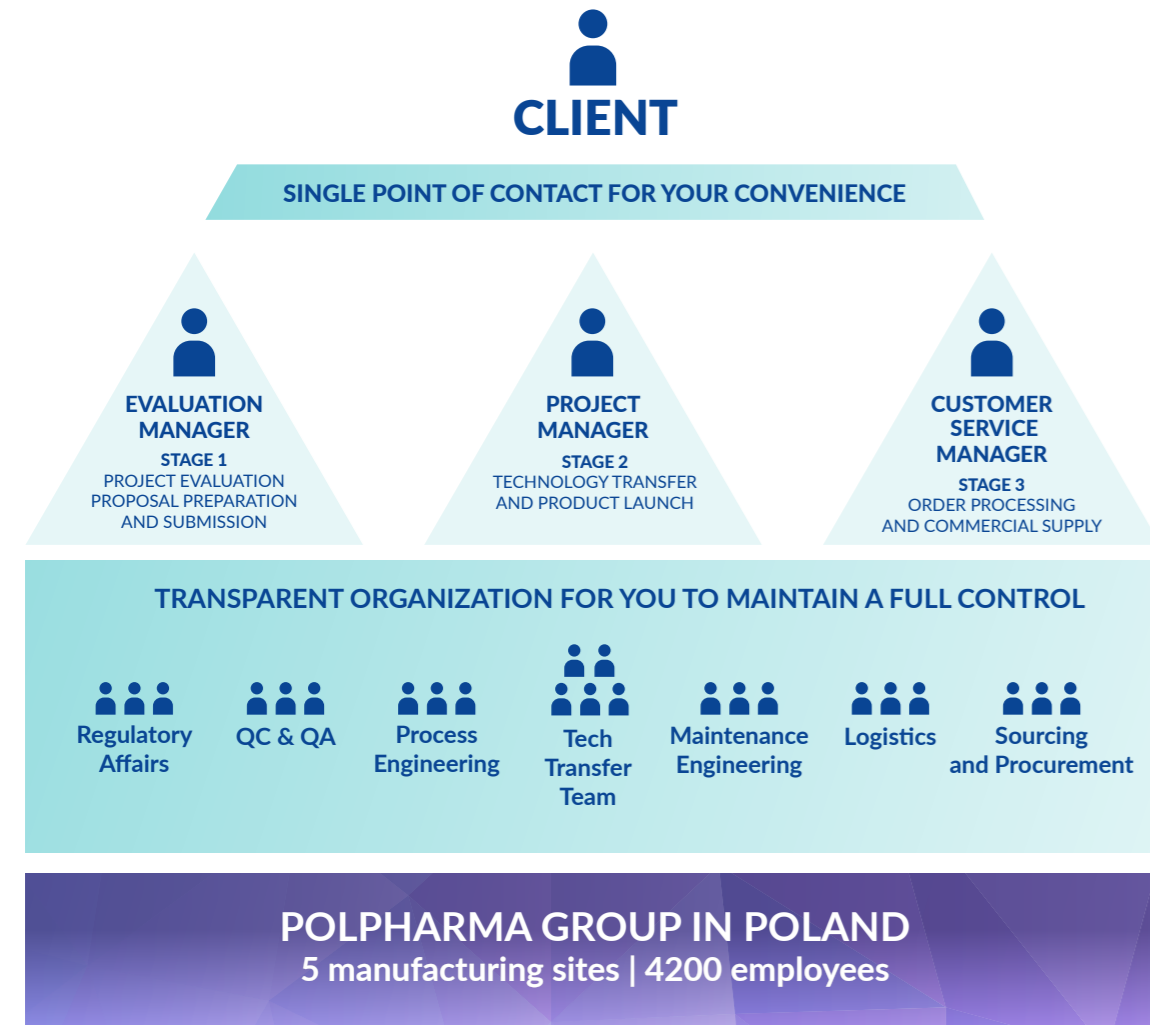 CLIENT
SINGLE POINT OF CONTACT FOR YOUR CONVENIENCE
EVALUATION
MANAGER
STAGE 1
PROJECT EVALUATION
PROPOSAL PREPARATION
AND SUBMISSION
PROJECT
MANAGER
STAGE 2
TECHNOLOGY TRANSFER
AND PRODUCT LAUNCH
CUSTOMER
SERVICE
MANAGER
STAGE 3
ORDER PROCESSING
AND COMMERCIAL SUPPLY
TRANSPARENT ORGANIZATION FOR YOU TO MAINTAIN A FULL CONTROL
Regulatory
Affairs
QC & QA
Process
Engineering
Tech
Transfer
Team
Maintenance
Engineering
Logistics
Sourcing
and Procurement
POLPHARMA GROUP IN POLAND
5 manufacturing sites | 4200 employees